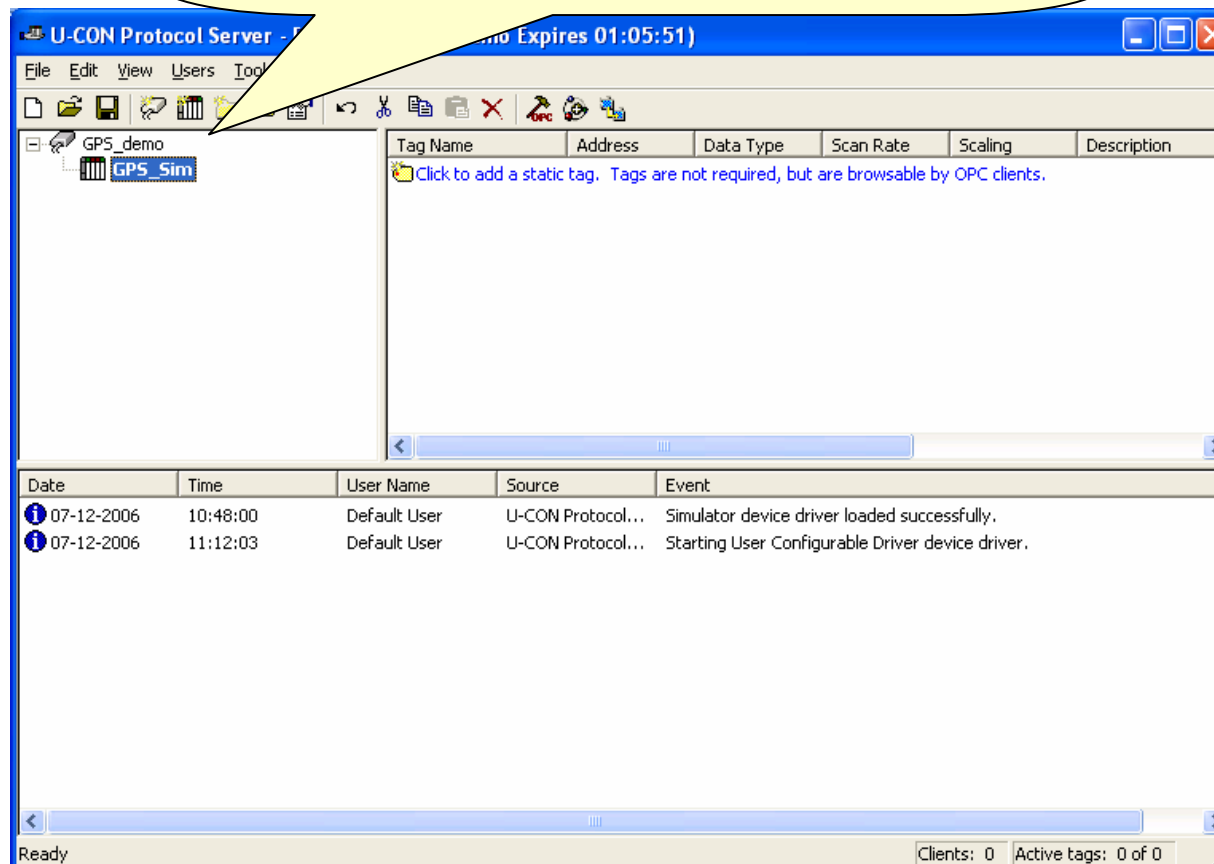 U-CON Protocol Server - Expires 01:05:51)
File Edit View Users
OPC
GPS_demo
GPS_Sim
Tag Name Address Data Type Scan Rate Scaling Description
Click to add a static tag. Tags are not required, but are browsable by OPC clients.
Date Time User Name Source Event
07-12-2006 10:48:00 Default User U-CON Protocol... Simulator device driver loaded successfully.
07-12-2006 11:12:03 Default User U-CON Protocol... Starting User Configurable Driver device driver.
Ready Clients: 0 Active tags: 0 of 0